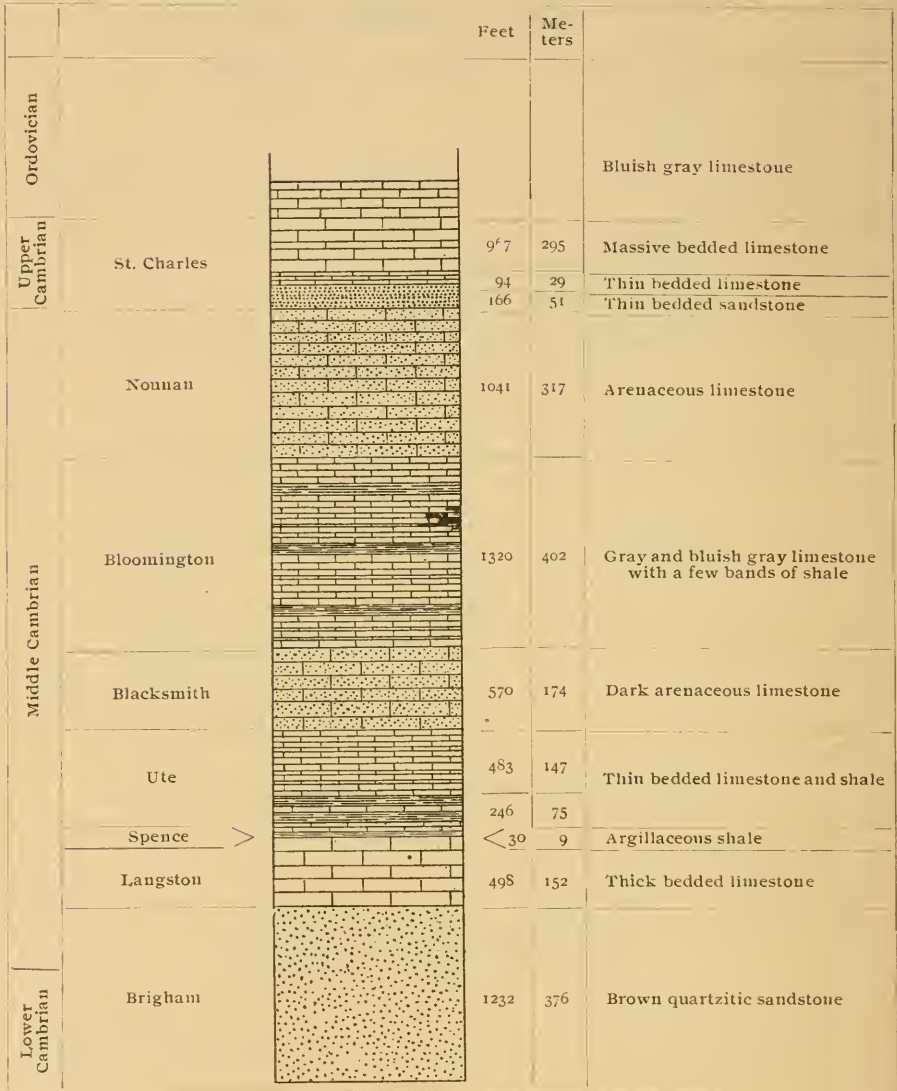 Feet Me-
ters
Ordovician
Bluish gray limestoue
Upper
Cambrian
St. Charles 967 295 Massive bedded limestone
94 29 Thin bedded limestone
166 51 Thin bedded sandstone
Middle Cambrian
Nounan 1041 317 Arenaceous limestone
Bloomington 1320 402 Gray and bluish gray limestone
with a few bands of shale
Blacksmith 570 174 Dark arenaceous limestone
Ute 483 147 Thin bedded limestone and shale
246 75
Spence > < 30 9 Argillaceous shale
Langston 498 152 Thick bedded limestone
Lower
Cambrian
Brigham 1232 376 Brown quartzitic sandstone